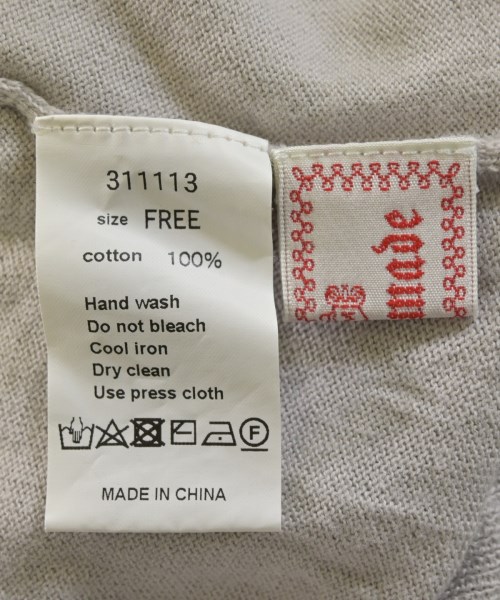 311113
size FREE
cotton 100%
Hand wash
Do not bleach
Cool iron
Dry clean
Use press cloth
F
MADE IN CHINA
made